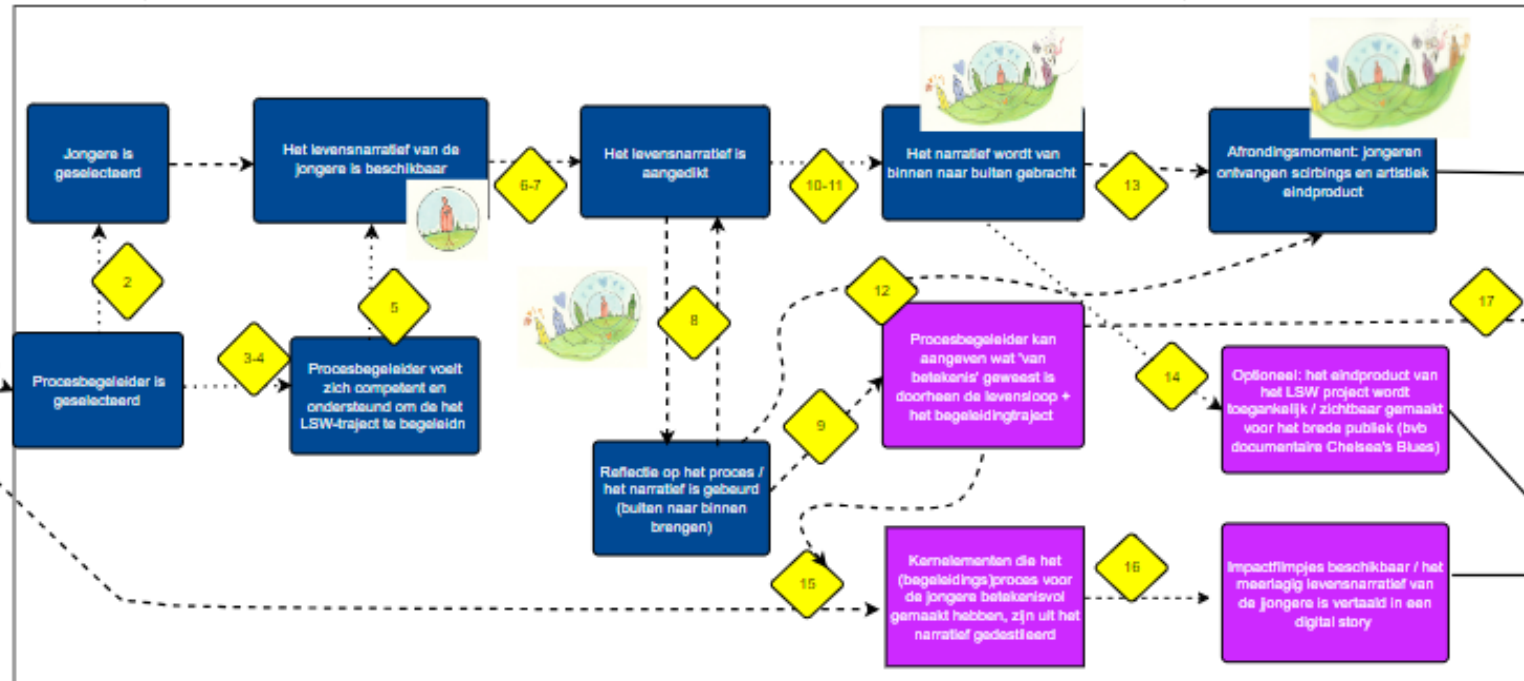 Jongere is
geselecteerd
Het levensnarratief van de
jongere is beschikbaar
6-7
Het levensnarratief is
aangedikt
10-11
Het narratief wordt van
binnen naar buiten gebracht
13
Afrondingsmoment: jongeren
ontvangen scirbings en artistiek
eindproduct
2
5
8
12
17
Procesbegeleider is
geselecteerd
3-4
Procesbegeleider voelt
zich competent en
ondersteund om de het
LSW-traject te begeleidn
Procesbegeleider kan
aangeven wat 'van
betekenis' geweest is
doorheen de levensloop +
het begeleidingtraject
14
Optioneel: het eindproduct van
het LSW project wordt
toegankelijk / zichtbaar gemaakt
voor het brede publiek (bvb
documentaire Chelsea's Blues)
9
Reflectie op het proces /
het narratief is gebeurd
(buiten naar binnen
brengen)
15
Kernelementen die het
(begeleidings)proces voor
de jongere betekenisvol
gemaakt hebben, zijn uit het
narratief gedestileerd
16
Impactfilmpjes beschikbaar / het
meerlagig levensnarratief van
de jongere is vertaald in een
digital story